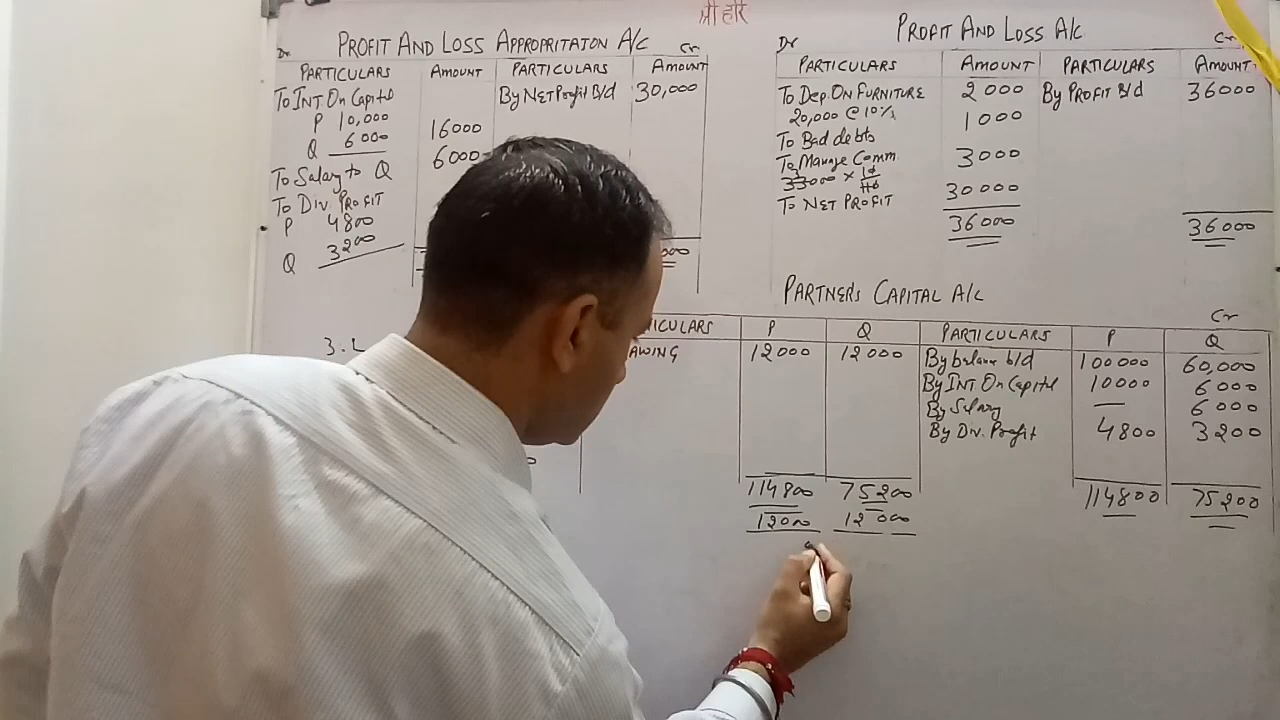 श्री हरि
PROFIT AND LOSS APPROPRITATON A/C
Dr Cr
PARTICULARS AMOUNT PARTICULARS AMOUNT
To INT On Capital By NET Profit B/d 30,000
P 10,000
Q 6000 16000
To Salary to Q 6000
To Div. PROFIT
P 4800
Q 3200
PROFIT AND LOSS A/C
Dr Cr
PARTICULARS AMOUNT PARTICULARS AMOUNT
To Dep. On FURNITURE 2000 By PROFIT B/d 36000
20,000 @ 10%
To Bad debts 1000
To Manage Comm. 3000
33000 ×
To NET PROFIT 30000
36000 36000
PARTNERS CAPITAL A/C
Cr
P Q PARTICULARS P Q
12000 12000 By balance b/d 100000 60,000
By INT On Capital 10000 6000
By Salary — 6000
By Div. Profit 4800 3200
114800 75200 114800 75200
12000 12000